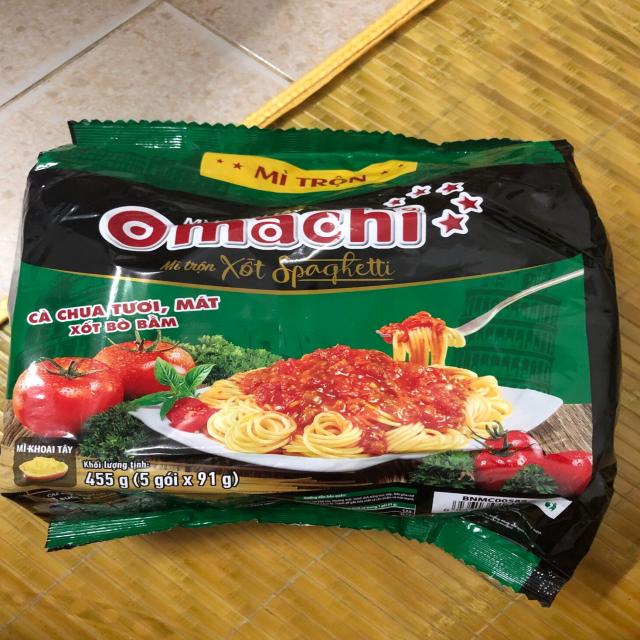 MÌ TRỘN
Omachi
Mì trộn Xốt Spaghetti
CÀ CHUA TƯƠI, MÁT
XỐT BÒ BẰM
MÌ KHOAI TÂY
Khối lượng tịnh:
455 g (5 gói x 91 g)